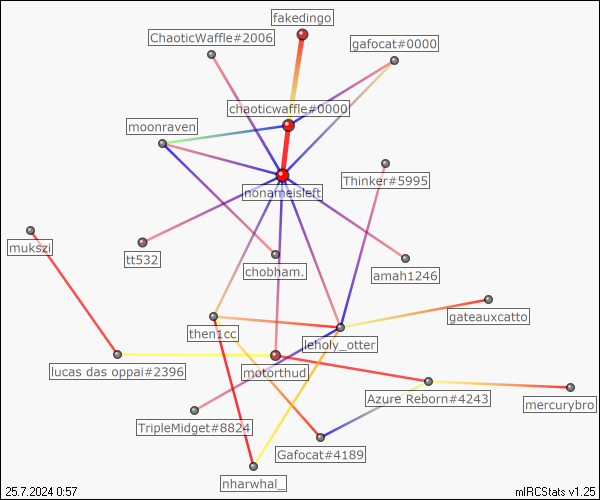 fakedingo
ChaoticWaffle#2006
gafocat#0000
chaoticwaffle#0000
moonraven
Thinker#5995
nonameisleft
mukszi
tt532
chobham.
amah1246
gateauxcatto
then1cc
leholy_otter
lucas das oppai#2396
motorthud
Azure Reborn#4243
mercurybro
TripleMidget#8824
Gafocat#4189
nharwhal_
25.7.2024 0:57
mIRCStats v1.25